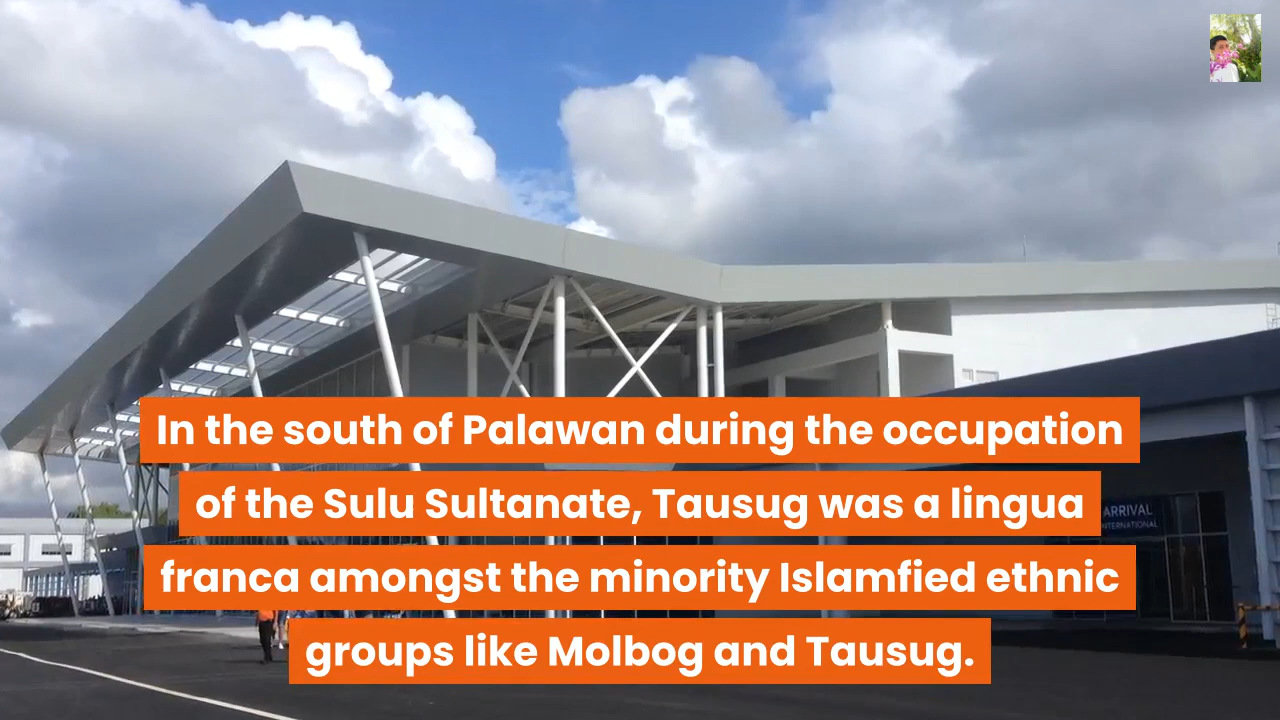 In the south of Palawan during the occupation
of the Sulu Sultanate, Tausug was a lingua
franca amongst the minority Islamfied ethnic
groups like Molbog and Tausug.
ARRIVAL
INTERNATIONAL